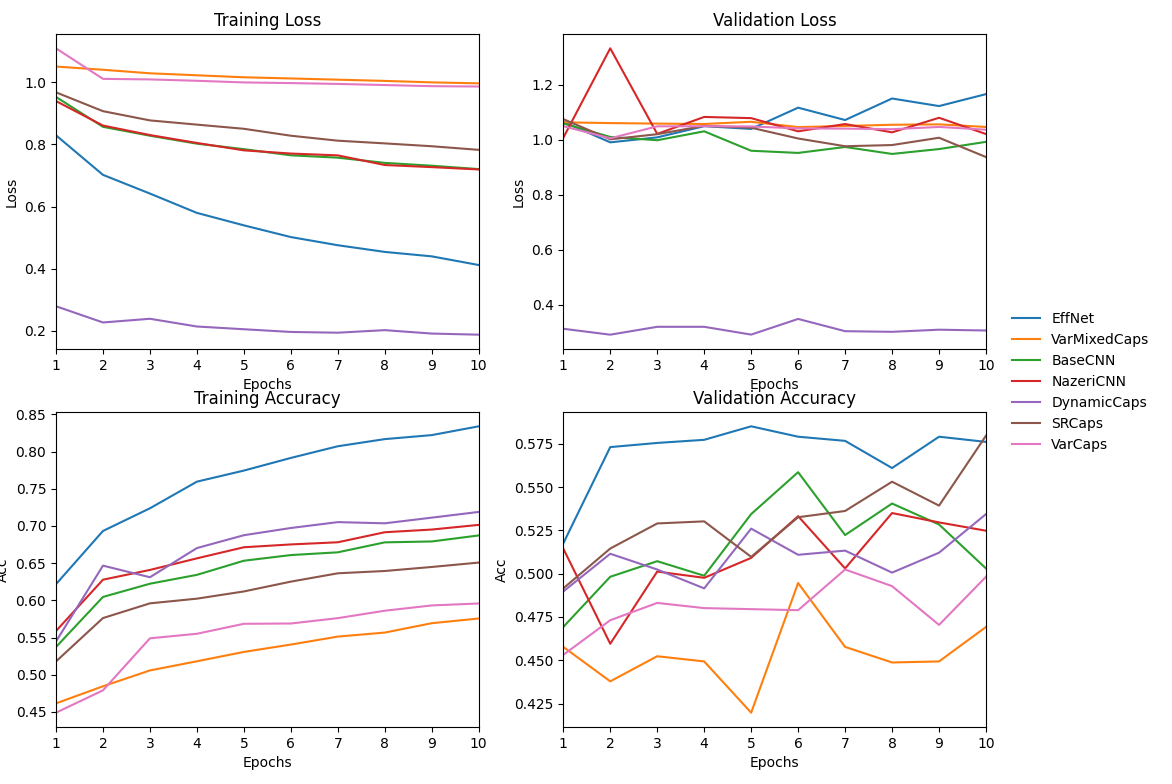 Training Loss
Validation Loss
Loss
1.0
0.8
0.6
0.4
0.2
1 2 3 4 5 6 7 8 9 10
Epochs
Loss
1.2
1.0
0.8
0.6
0.4
1 2 3 4 5 6 7 8 9 10
Epochs
Training Accuracy
Validation Accuracy
Acc
0.85
0.80
0.75
0.70
0.65
0.60
0.55
0.50
0.45
1 2 3 4 5 6 7 8 9 10
Epochs
Acc
0.575
0.550
0.525
0.500
0.475
0.450
0.425
1 2 3 4 5 6 7 8 9 10
Epochs
EffNet
VarMixedCaps
BaseCNN
NazeriCNN
DynamicCaps
SRCaps
VarCaps